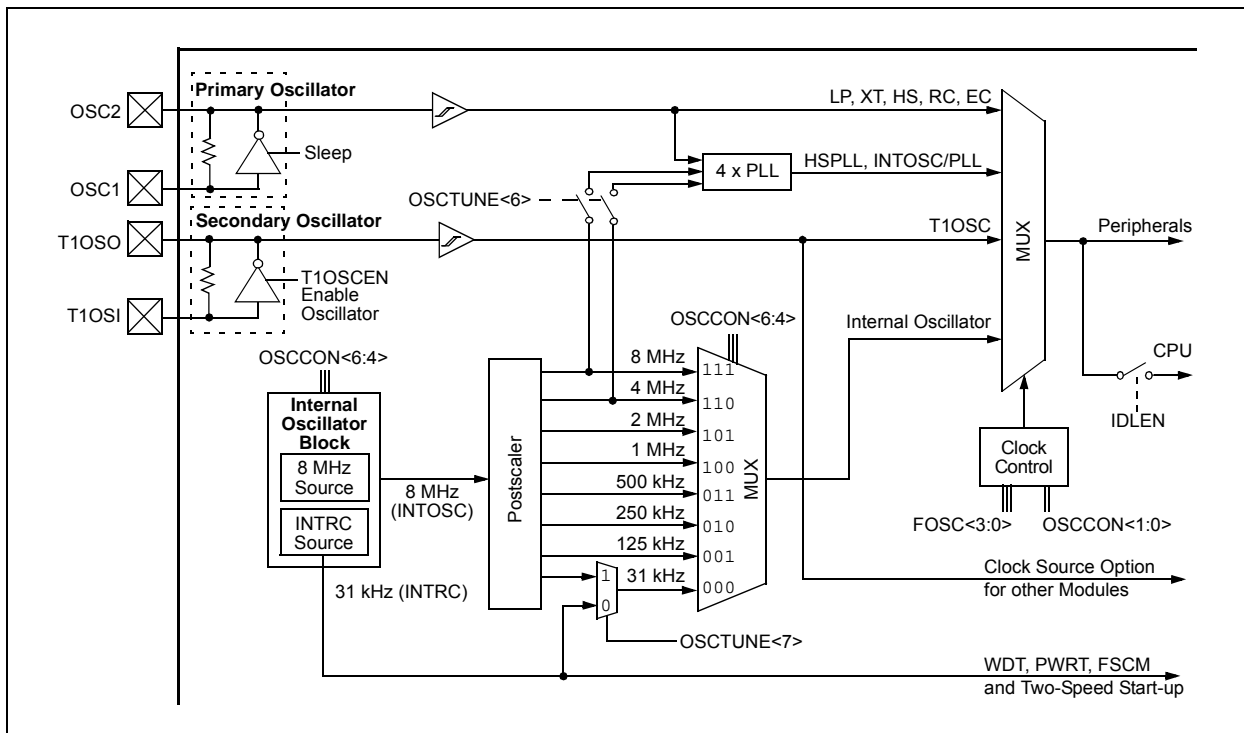 Primary Oscillator
OSC2
Sleep
OSC1
LP, XT, HS, RC, EC
4 x PLL
HSPLL, INTOSC/PLL
OSCTUNE<6>
Secondary Oscillator
T1OSO
T1OSCEN
Enable
Oscillator
T1OSI
T1OSC
MUX
Peripherals
Internal Oscillator
CPU
IDLEN
Clock
Control
FOSC<3:0>
OSCCON<1:0>
OSCCON<6:4>
Internal
Oscillator
Block
8 MHz
Source
INTRC
Source
8 MHz
(INTOSC)
31 kHz (INTRC)
Postscaler
OSCCON<6:4>
8 MHz
111
4 MHz
110
2 MHz
101
1 MHz
100
500 kHz
011
250 kHz
010
125 kHz
001
31 kHz
000
MUX
1
0
OSCTUNE<7>
Clock Source Option
for other Modules
WDT, PWRT, FSCM
and Two-Speed Start-up